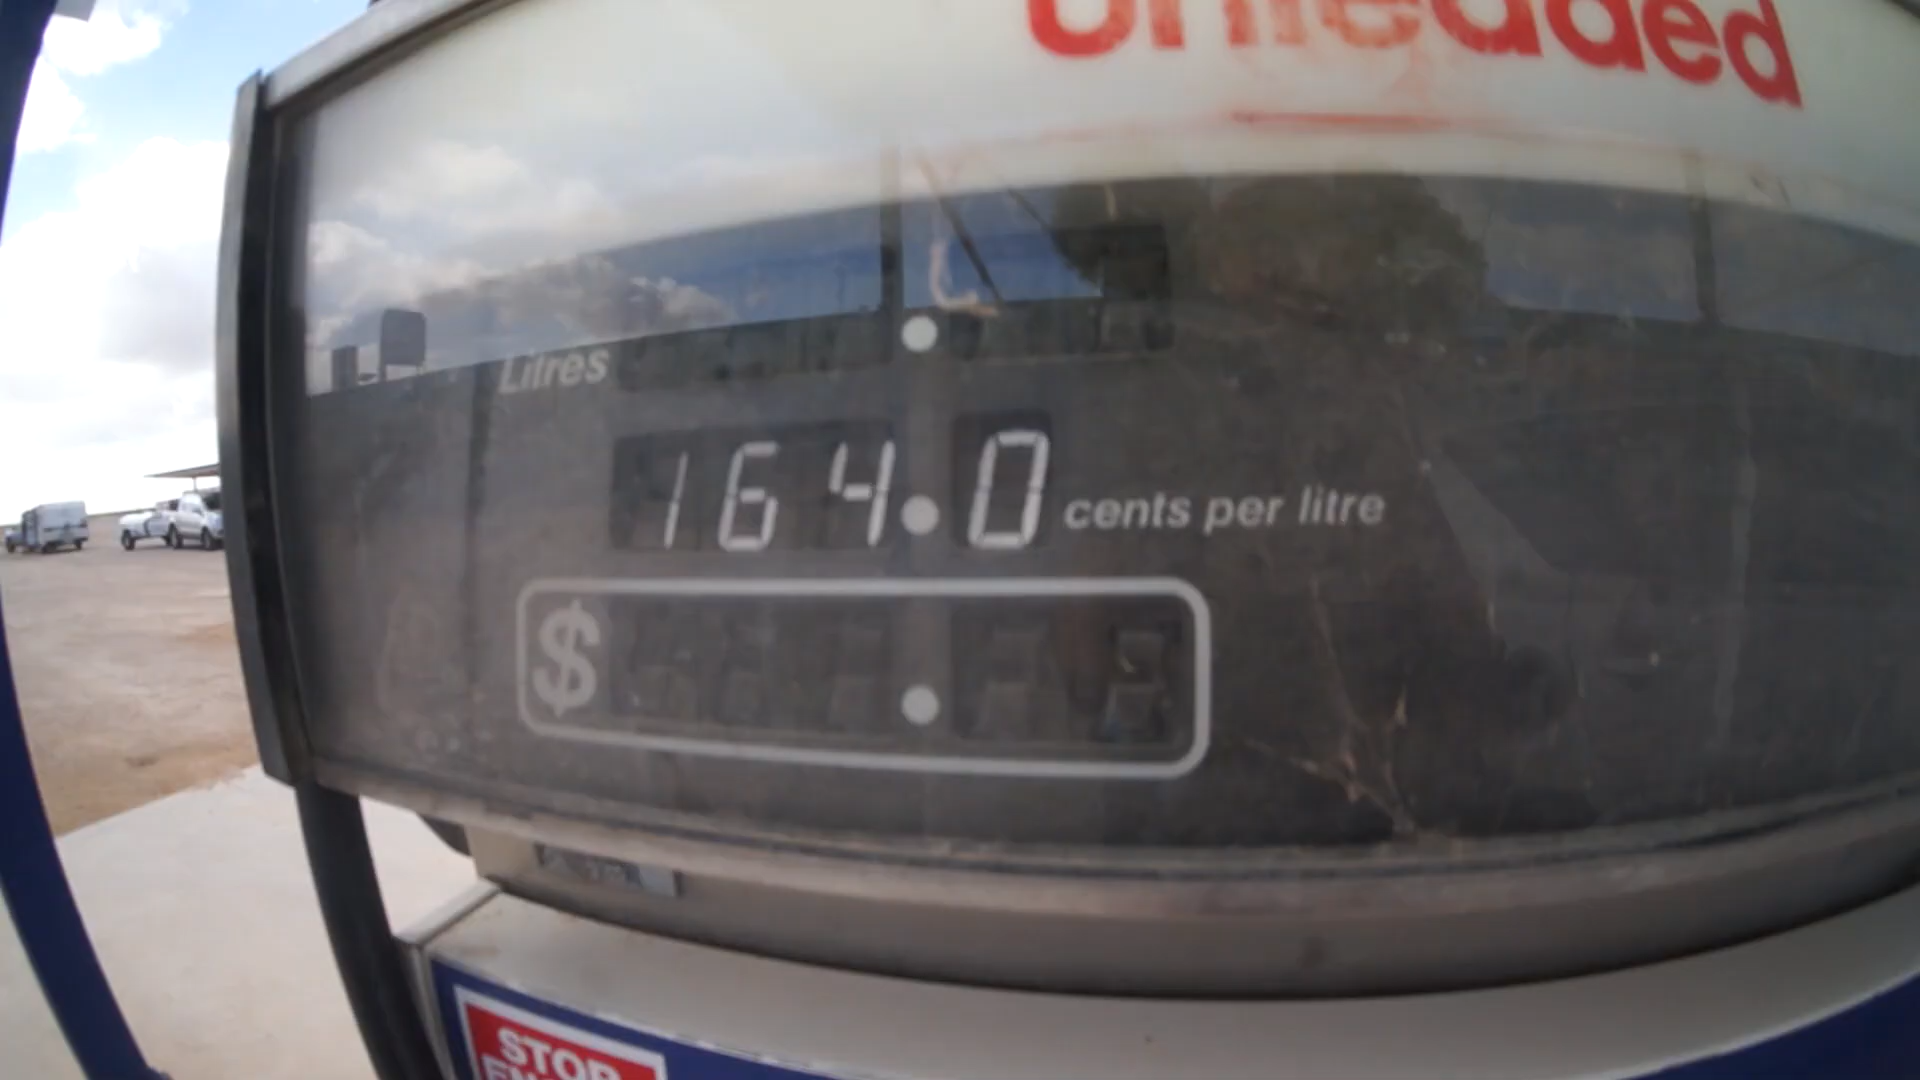 Unleaded
Litres
164.0 cents per litre
$ .
STOP